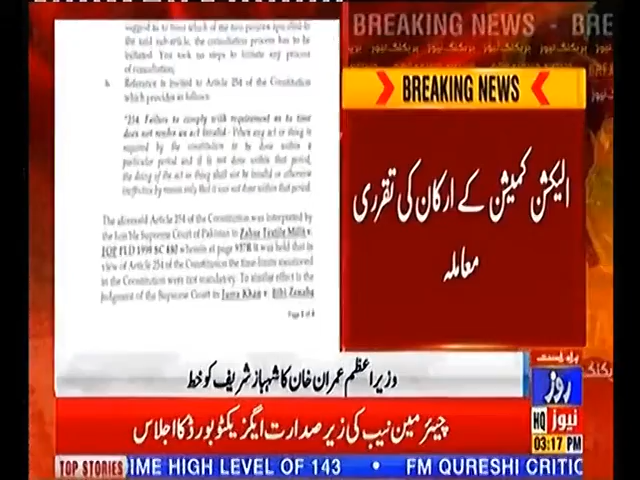 BREAKING NEWS - BRE
suggest as to from which of the two persons specified by
the said sub-article, the consultation process has to be
initiated. You took no steps to initiate any process
of consultation;
b. Reference is invited to Article 254 of the Constitution
which provides as follows:
"254. Failure to comply with requirement as to time
does not render an act invalid.- When any act or thing is
required by the constitution to be done within a
particular period and it is not done within that period,
the doing of the act or thing shall not be invalid or otherwise
ineffective by reason only that it was not done within that period.
The aforesaid Article 254 of the Constitution was interpreted by
the Hon'ble Supreme Court of Pakistan in Zahur Textile Mills v.
FOP PLD 1999 SC 880 wherein at page 937B it was held that in
view of Article 254 of the Constitution the time-limits mentioned
in the Constitution were not mandatory. To similar effect is the
judgment of the Supreme Court in Jamal Khan v. Bibi Zenaba
BREAKING NEWS
الیکشن کمیشن کے ارکان کی تقرری
معاملہ
وزیراعظم عمران خان کا شہباز شریف کو خط
چیئرمین نیب کی زیر صدارت ایگزیکٹو بورڈ کا اجلاس
براہ راست
روز
HQ نیوز
03:17 PM
TOP STORIES TIME HIGH LEVEL OF 143 • FM QURESHI CRITIC